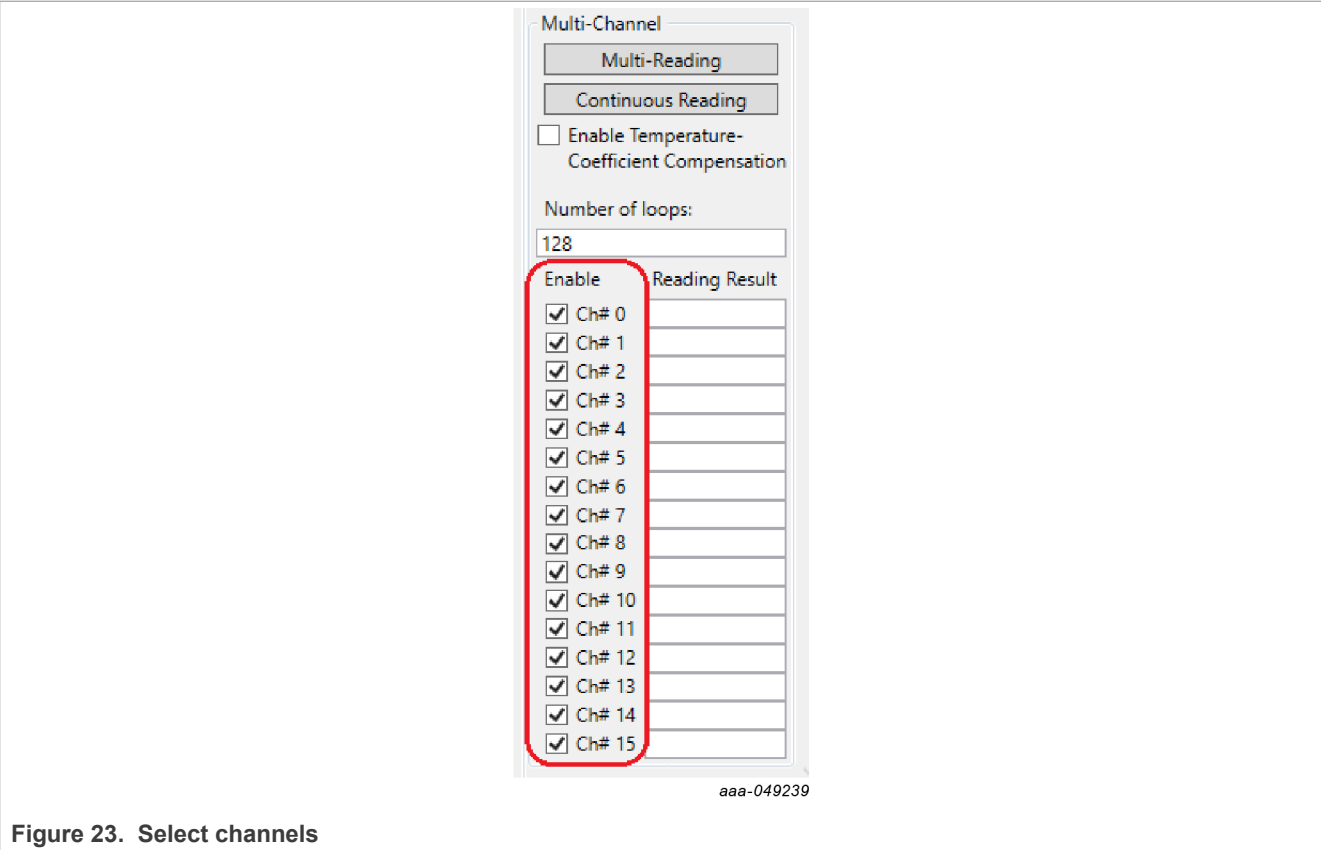 Multi-Channel
Multi-Reading
Continuous Reading
Enable Temperature-
Coefficient Compensation
Number of loops:
128
Enable Reading Result
Ch# 0
Ch# 1
Ch# 2
Ch# 3
Ch# 4
Ch# 5
Ch# 6
Ch# 7
Ch# 8
Ch# 9
Ch# 10
Ch# 11
Ch# 12
Ch# 13
Ch# 14
Ch# 15
aaa-049239
Figure 23. Select channels